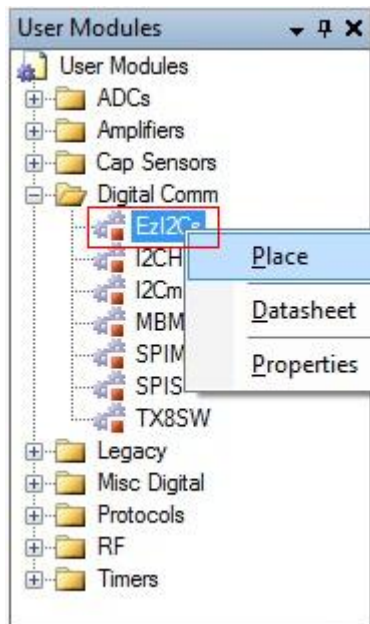 User Modules
User Modules
ADCs
Amplifiers
Cap Sensors
Digital Comm
EzI2Cs
Place
I2CH
I2Cm
Datasheet
MBM
SPIM
Properties
SPIS
TX8SW
Legacy
Misc Digital
Protocols
RF
Timers